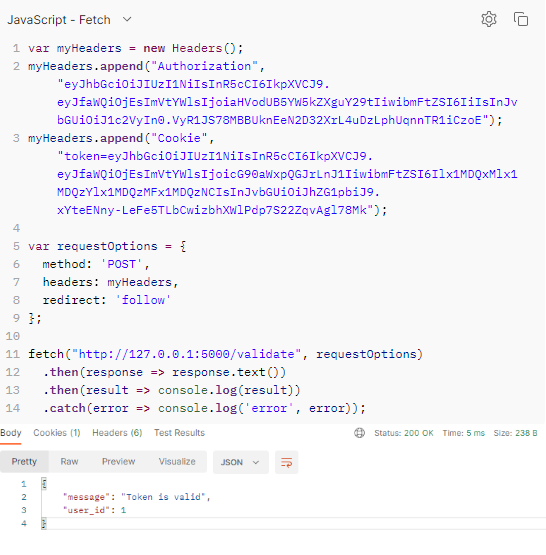 JavaScript - Fetch
1 var myHeaders = new Headers();
2 myHeaders.append("Authorization",
"eyJhbGciOiJIUzI1NiIsInR5cCI6IkpXVCJ9.
eyJfaWQiOjEsImVtYWlsIjoiaHVodUB5YW5kZXguY29tIiwibmFtZSI6IiIsInJv
bGUiOiJ1c2VyIn0.VyR1JS78MBBUknEeN2D32XrL4uDzLphUqnnTR1iCzoE");
3 myHeaders.append("Cookie",
"token=eyJhbGciOiJIUzI1NiIsInR5cCI6IkpXVCJ9.
eyJfaWQiOjEsImVtYWlsIjoicG90aWxpQGJzLnJ1IiwibmFtZSI6Ilx1MDQxMlx1
MDQzYlx1MDQzMFx1MDQzNCIsInJvbGUiOiJhZG1pbiJ9.
xYteENny-LeFe5TLbCwizbhXWlPdp7S22ZqvAgl78Mk");
4
5 var requestOptions = {
6 method: 'POST',
7 headers: myHeaders,
8 redirect: 'follow'
9 };
10
11 fetch("http://127.0.0.1:5000/validate", requestOptions)
12 .then(response => response.text())
13 .then(result => console.log(result))
14 .catch(error => console.log('error', error));
Body Cookies (1) Headers (6) Test Results Status: 200 OK Time: 5 ms Size: 238 B
Pretty Raw Preview Visualize JSON
1 {
2 "message": "Token is valid",
3 "user_id": 1
4 }